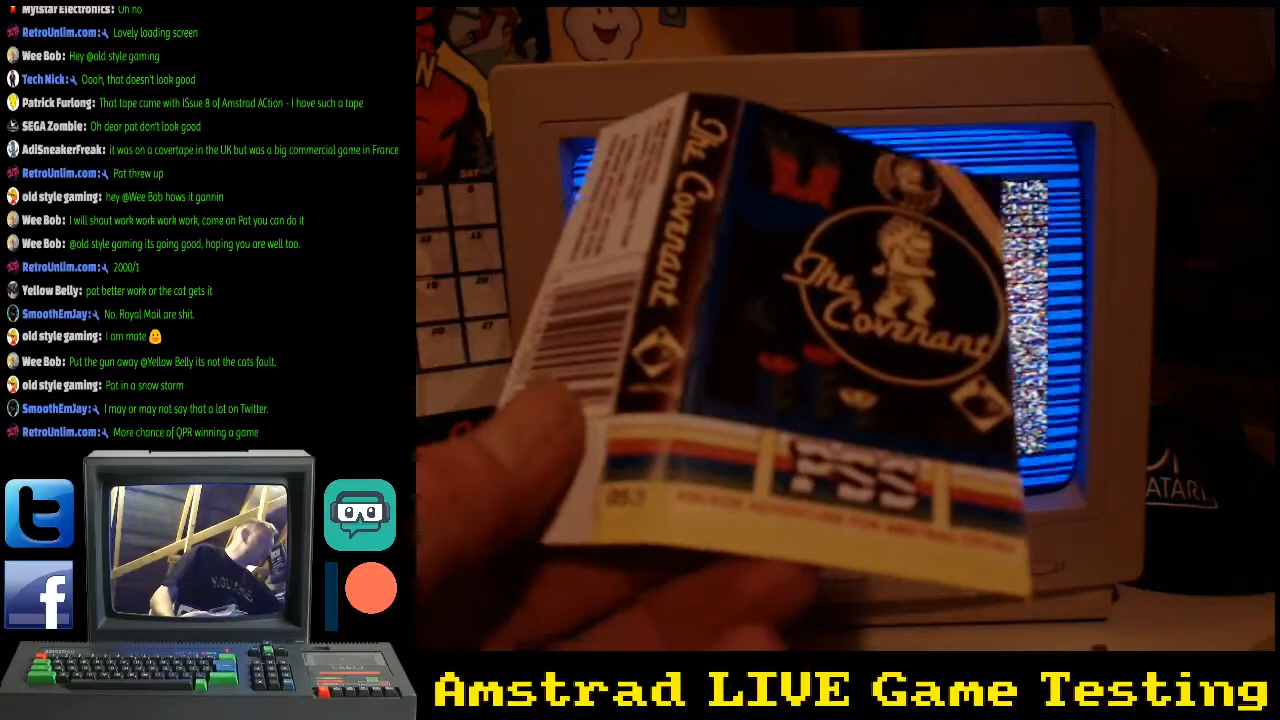 Mylstar Electronics: Oh no
RetroUnlim.com: Lovely loading screen
Wee Bob: Hey @old style gaming
Tech Nick: Oooh, that doesn't look good
Patrick Furlong: That tape came with ISsue 8 of Amstrad ACtion - I have such a tape
SEGA Zombie: Oh dear pat don't look good
AdiSneakerFreak: it was on a covertape in the UK but was a big commercial game in France
RetroUnlim.com: Pat threw up
old style gaming: hey @Wee Bob hows it gannin
Wee Bob: I will shout work work work work, come on Pat you can do it
Wee Bob: @old style gaming its going good, hoping you are well too.
RetroUnlim.com: 2000/1
Yellow Belly: pat better work or the cat gets it
SmoothEmJay: No, Royal Mail are shit.
old style gaming: I am mate
Wee Bob: Put the gun away @Yellow Belly its not the cats fault.
old style gaming: Pat in a snow storm
SmoothEmJay: I may or may not say that a lot on Twitter.
RetroUnlim.com: More chance of QPR winning a game
The Covenant
The
Covenant
PSS
ATARI
Amstrad LIVE Game Testing